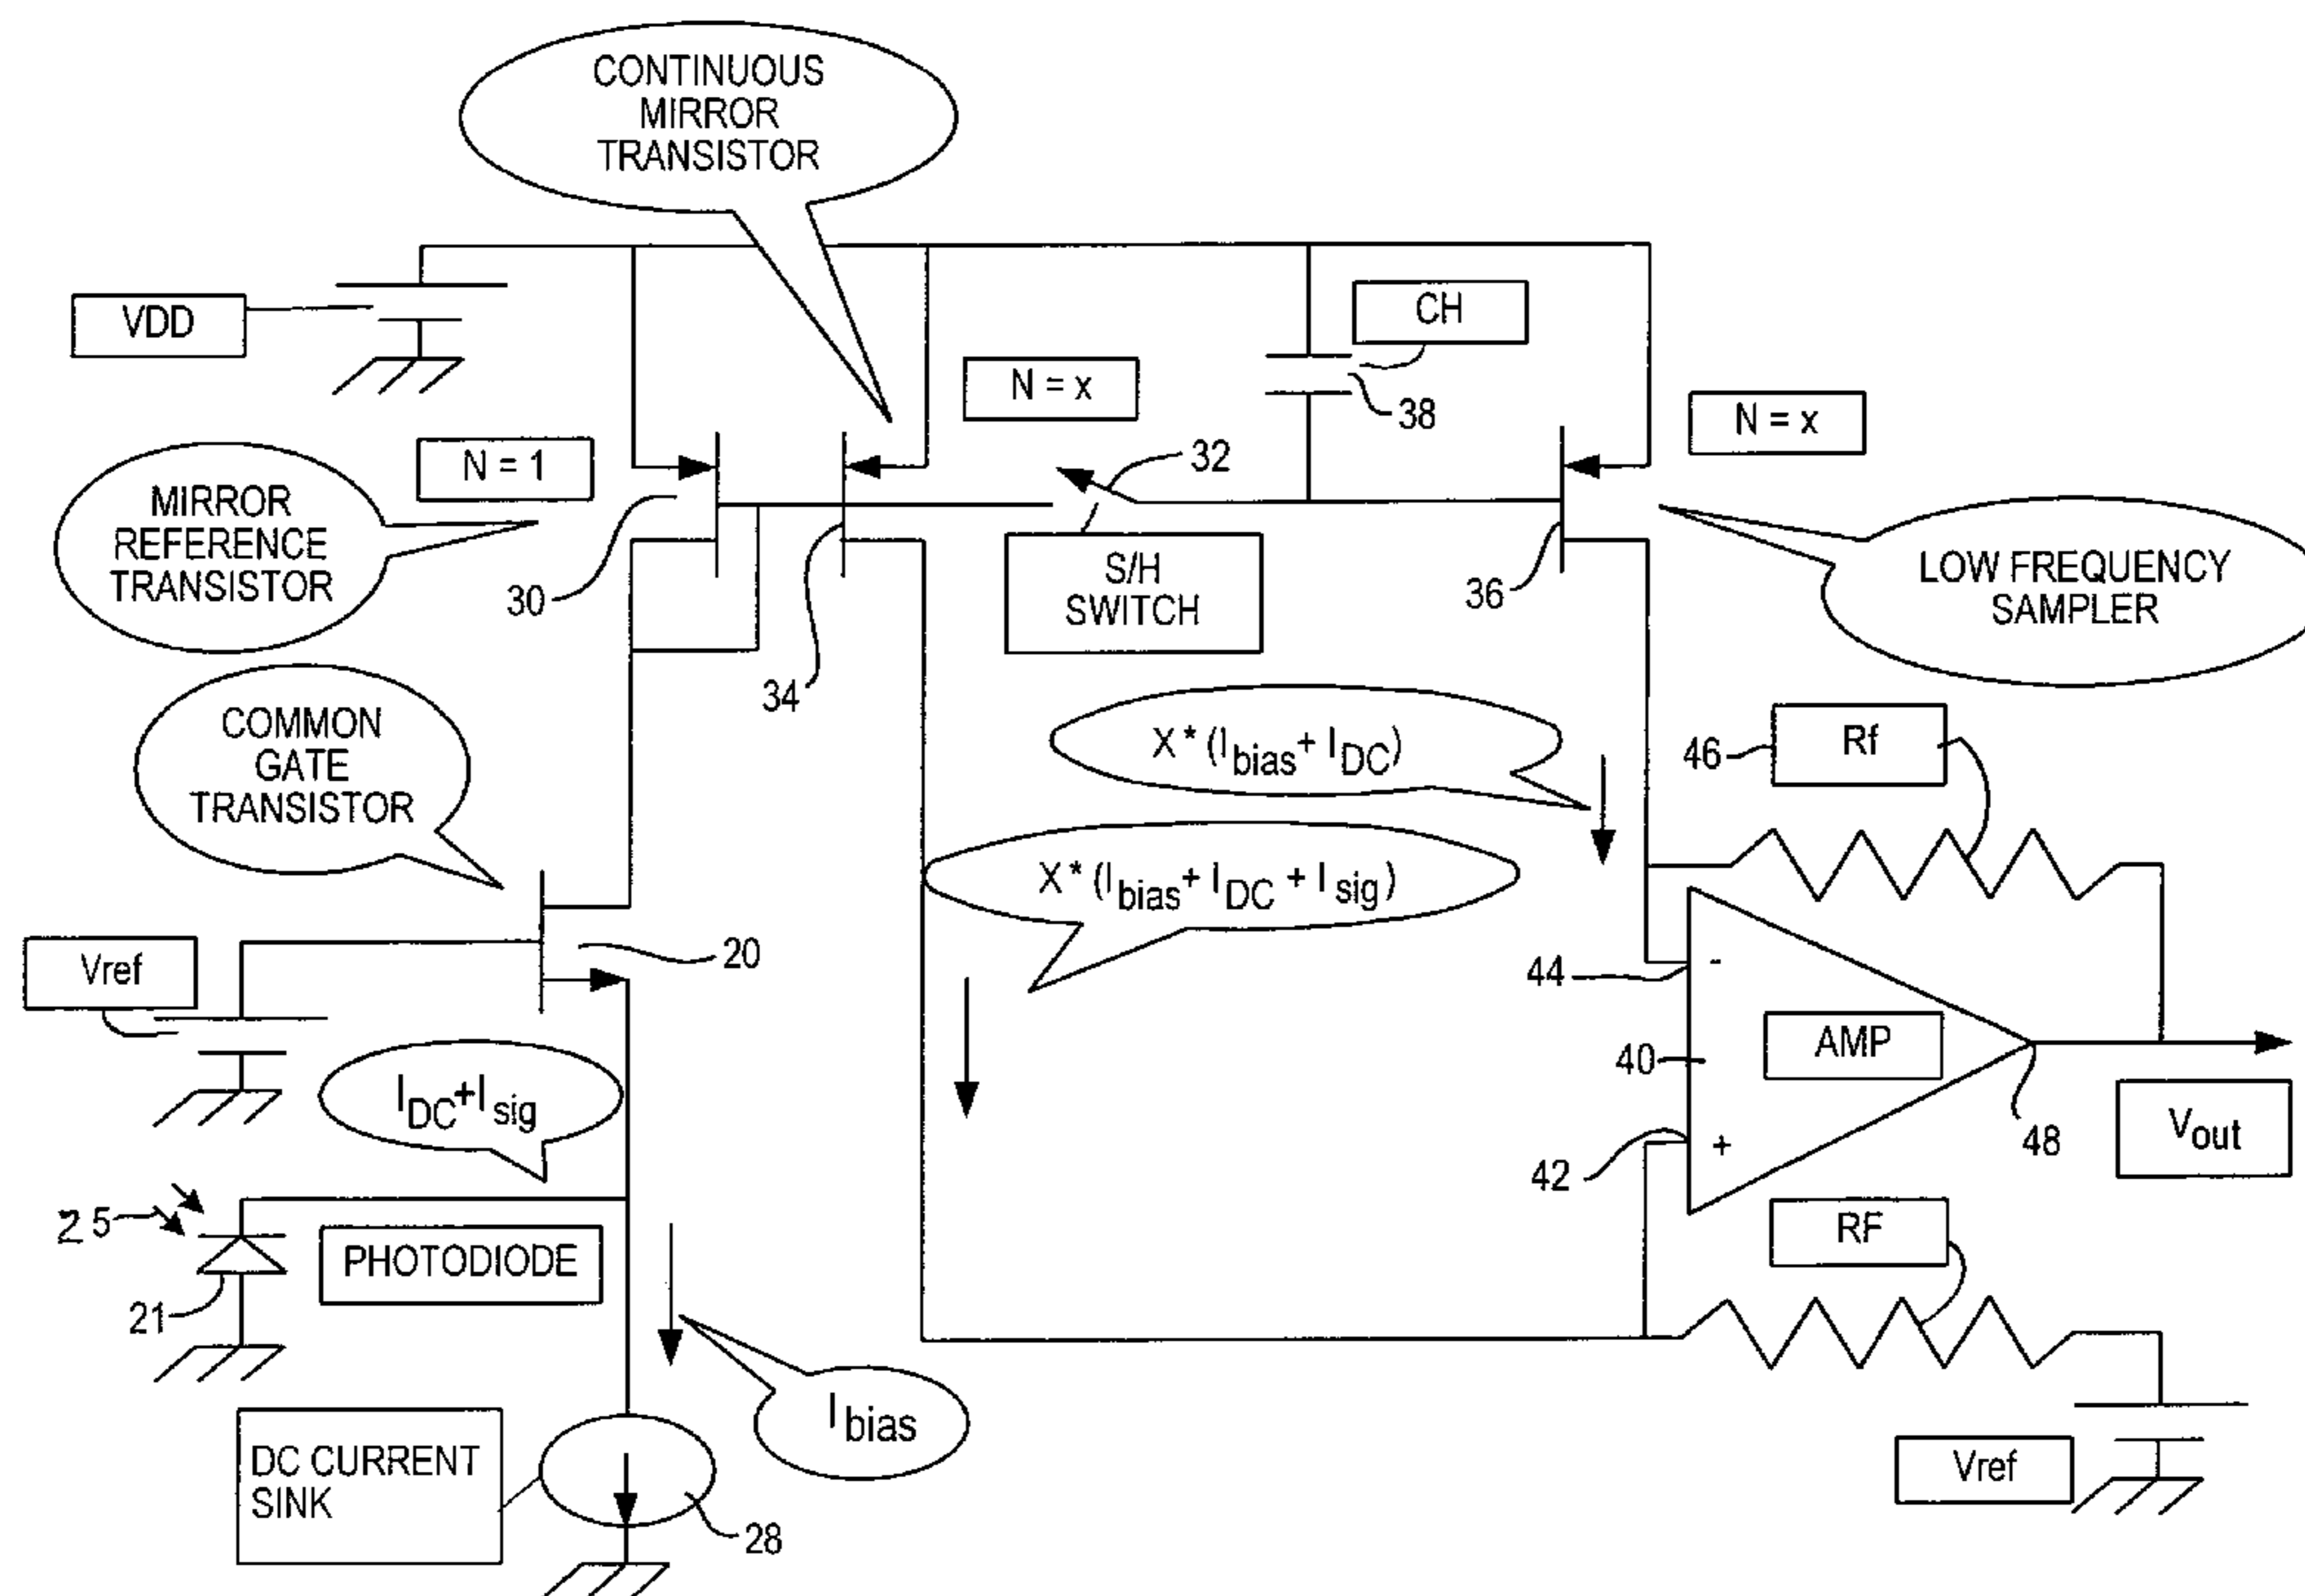 CONTINUOUS
MIRROR
TRANSISTOR
VDD
CH
N = x
38
N = x
N = 1
32
MIRROR
REFERENCE
TRANSISTOR
30
S/H
SWITCH
36
LOW FREQUENCY
SAMPLER
34
COMMON
GATE
TRANSISTOR
X* (Ibias+ IDC)
46
Rf
X* (Ibias+ IDC + Isig)
Vref
20
44
-
40
AMP
IDC+Isig
42
+
48
Vout
25
PHOTODIODE
RF
21
Ibias
DC CURRENT
SINK
28
Vref